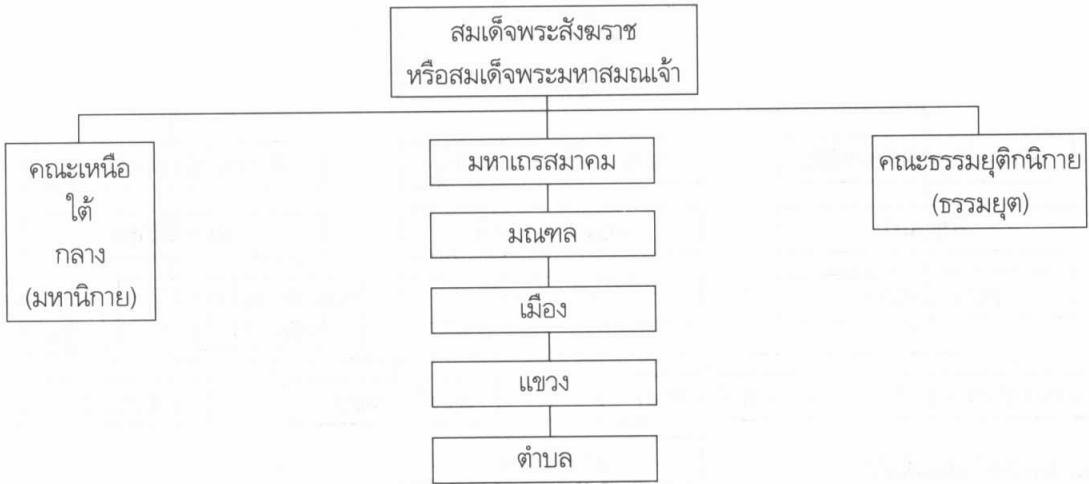 สมเด็จพระสังฆราช
หรือสมเด็จพระมหาสมณเจ้า
คณะเหนือ
ใต้
กลาง
(มหานิกาย)
มหาเถรสมาคม
มณฑล
เมือง
แขวง
ตำบล
คณะธรรมยุติกนิกาย
(ธรรมยุต)